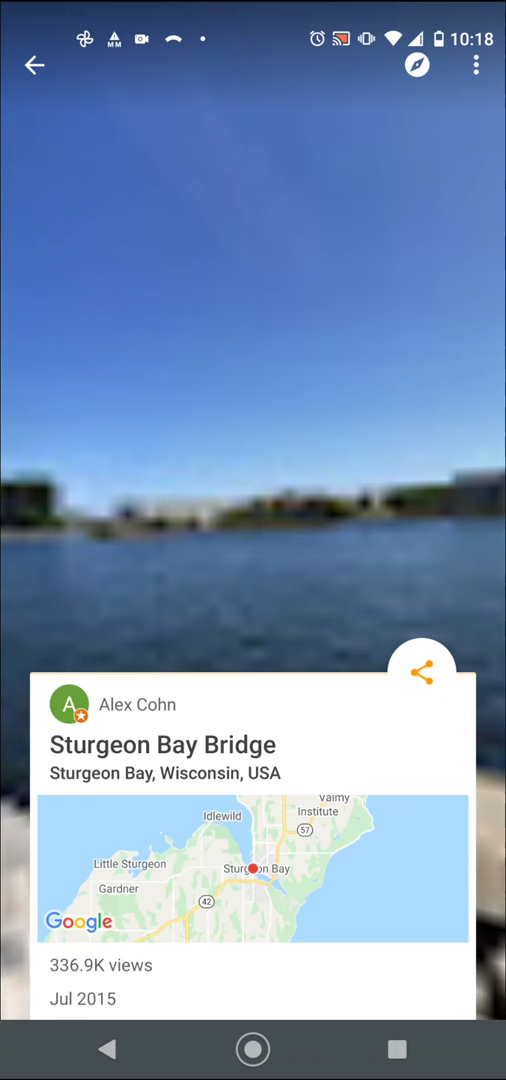 10:18
A Alex Cohn
Sturgeon Bay Bridge
Sturgeon Bay, Wisconsin, USA
Valmy
Institute
Idlewild
57
Little Sturgeon
Sturgeon Bay
Gardner
42
Google
336.9K views
Jul 2015